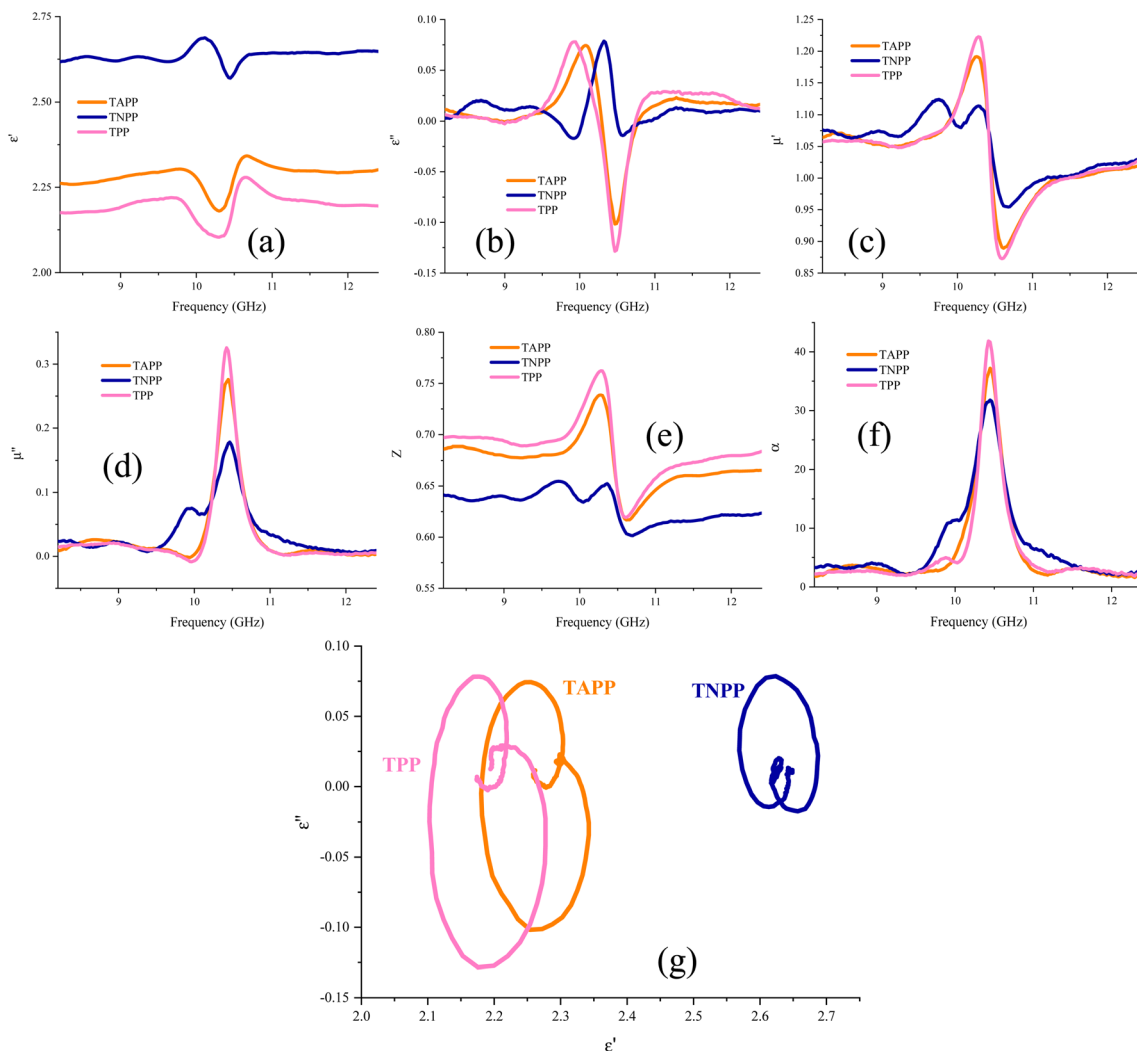 2.75
2.50
2.25
2.00
ε'
TAPP
TNPP
TPP
(a)
9 10 11 12
Frequency (GHz)
0.10
0.05
0.00
-0.05
-0.10
-0.15
ε''
TAPP
TNPP
TPP
(b)
9 10 11 12
Frequency (GHz)
1.25
1.20
1.15
1.10
1.05
1.00
0.95
0.90
0.85
μ'
TAPP
TNPP
TPP
(c)
9 10 11 12
Frequency (GHz)
0.3
0.2
0.1
0.0
μ''
TAPP
TNPP
TPP
(d)
9 10 11 12
Frequency (GHz)
0.80
0.75
0.70
0.65
0.60
0.55
Z
TAPP
TNPP
TPP
(e)
9 10 11 12
Frequency (GHz)
40
30
20
10
0
α
TAPP
TNPP
TPP
(f)
9 10 11 12
Frequency (GHz)
0.10
0.05
0.00
-0.05
-0.10
-0.15
ε''
TPP
TAPP
TNPP
(g)
2.0 2.1 2.2 2.3 2.4 2.5 2.6 2.7
ε'